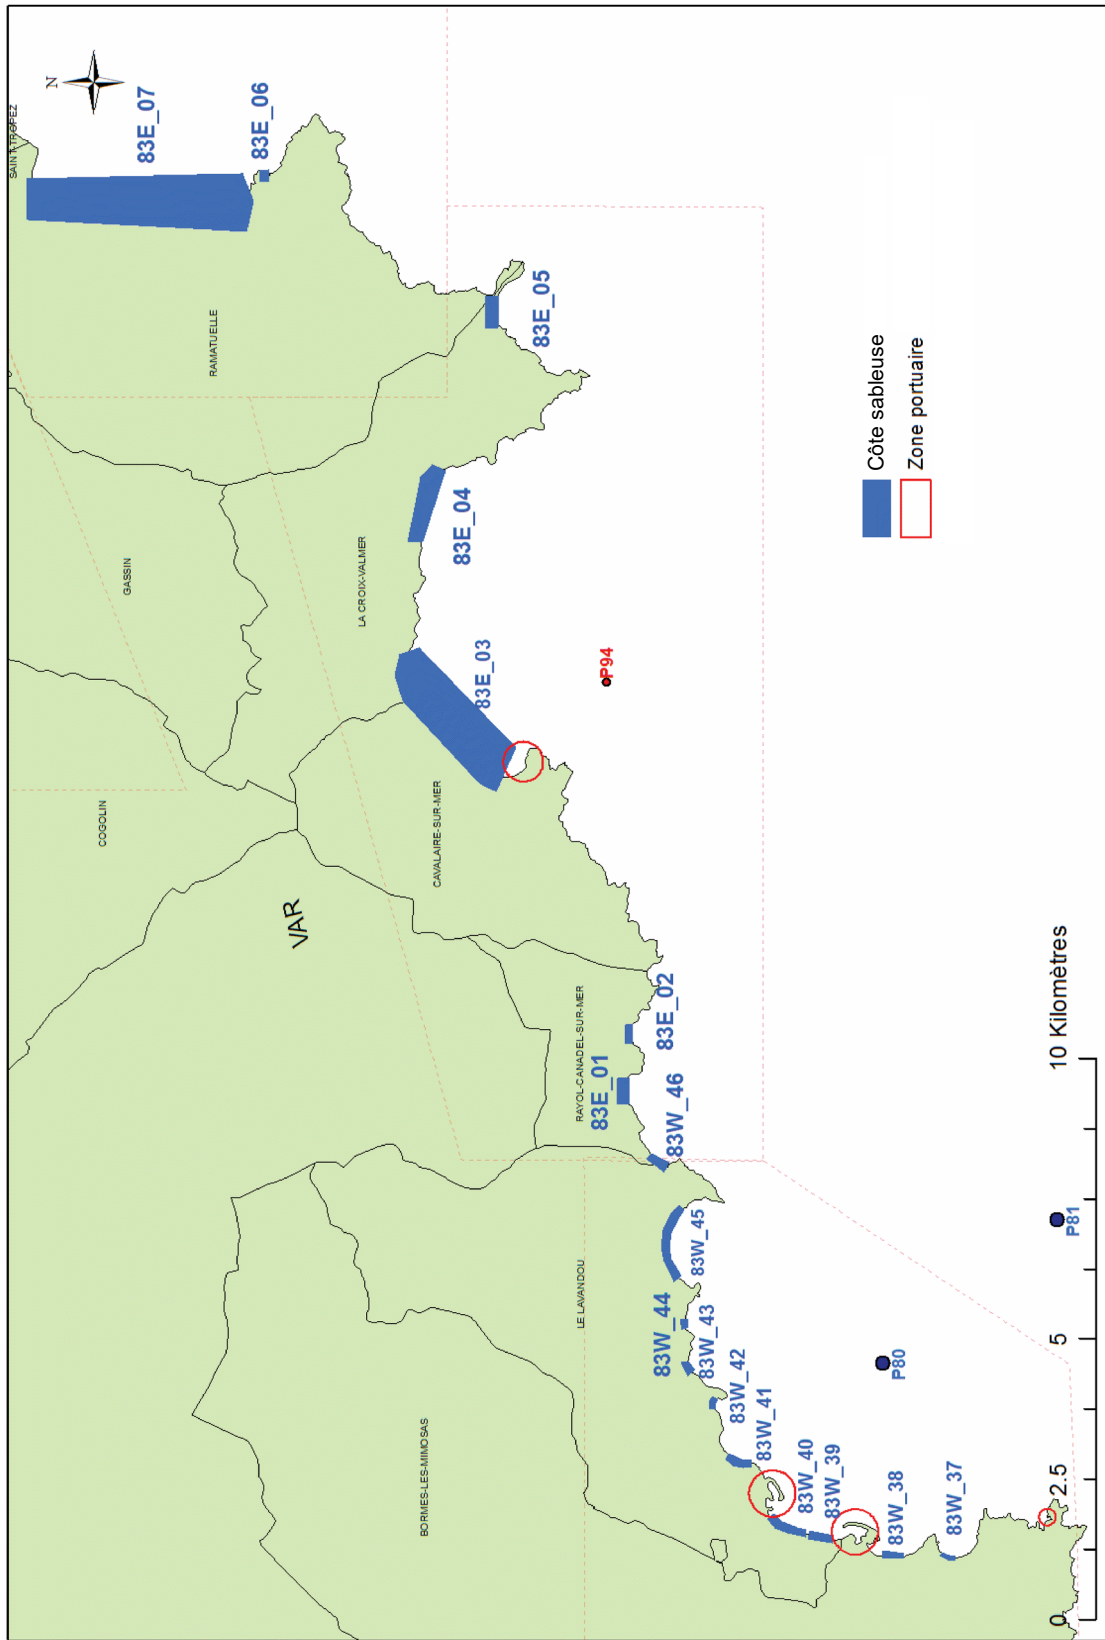 SAINT-TROPEZ
N
83E_07
83E_06
RAMATUELLE
83E_05
GASSIN
LA CROIX-VALMER
83E_04
83E_03
P94
COGOLIN
CAVALAIRE-SUR-MER
VAR
RAYOL-CANADEL-SUR-MER
83E_02
83E_01
83W_46
LE LAVANDOU
83W_45
83W_44
83W_43
83W_42
83W_41
83W_40
83W_39
83W_38
83W_37
BORMES-LES-MIMOSAS
P81
P80
Côte sableuse
Zone portuaire
0 2.5 5 10 Kilomètres